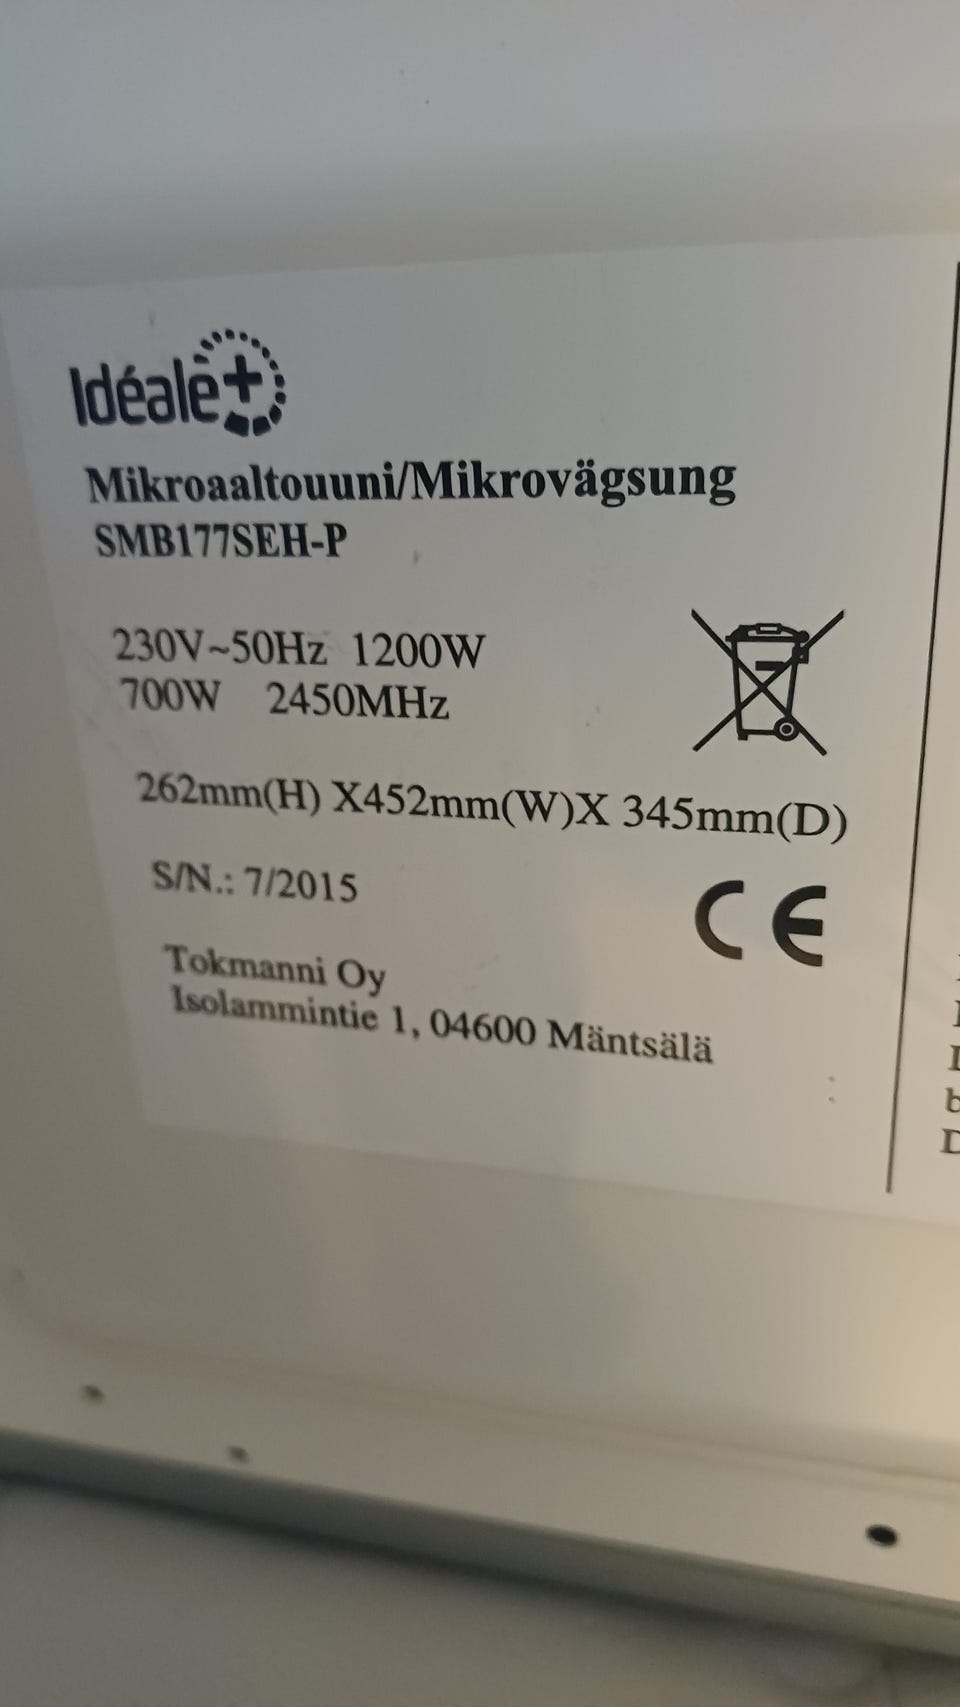 Idéale+
Mikroaaltouuni/Mikrovägsung
SMB177SEH-P
230V~50Hz 1200W
700W 2450MHz
262mm(H) X452mm(W)X 345mm(D)
S/N.: 7/2015
CE
Tokmanni Oy
Isolammintie 1, 04600 Mäntsälä
b
D